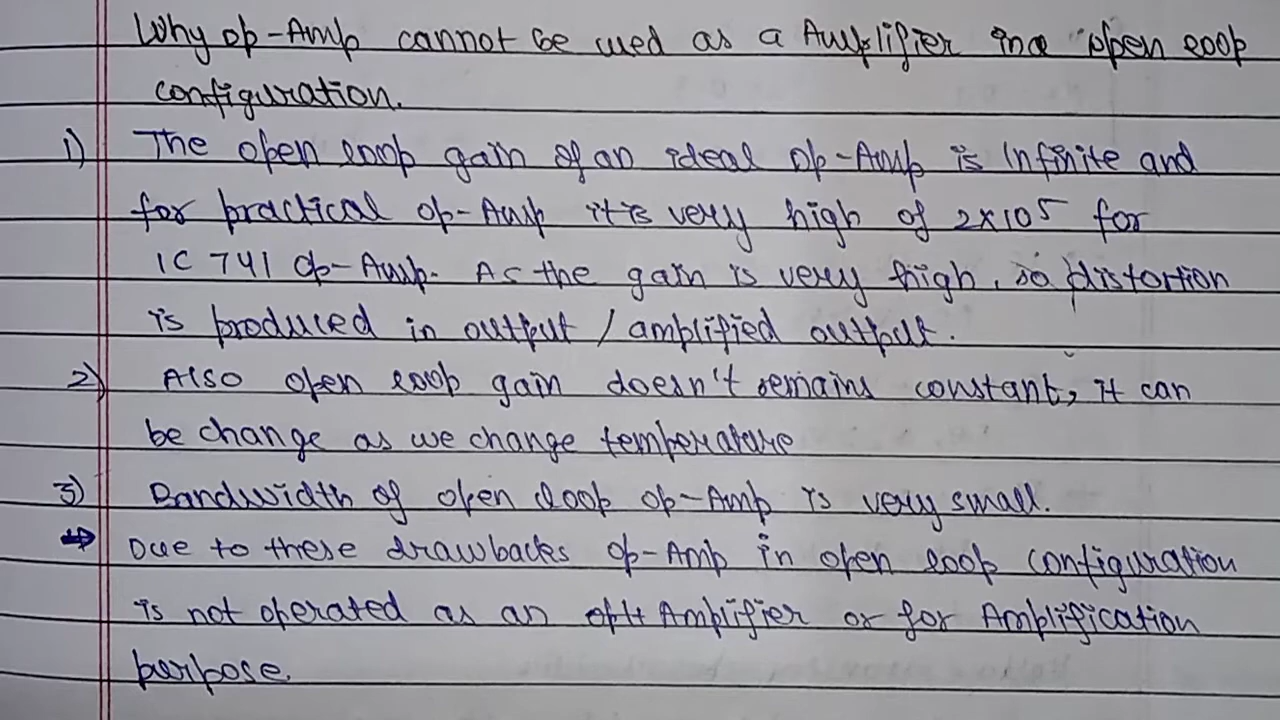 Why op-Amp cannot be used as a Amplifier in a open loop
configuration.
1) The open loop gain of an ideal op-Amp is Infinite and
for practical op-Amp it is very high of 2×10⁵ for
IC 741 op-Amp. As the gain is very high, so distortion
is produced in output / amplified output.
2) Also open loop gain doesn't remains constant, it can
be change as we change temperature
3) Bandwidth of open loop op-Amp is very small.
⇒ Due to these drawbacks op-Amp in open loop configuration
is not operated as an Amplifier or for Amplification
purpose.